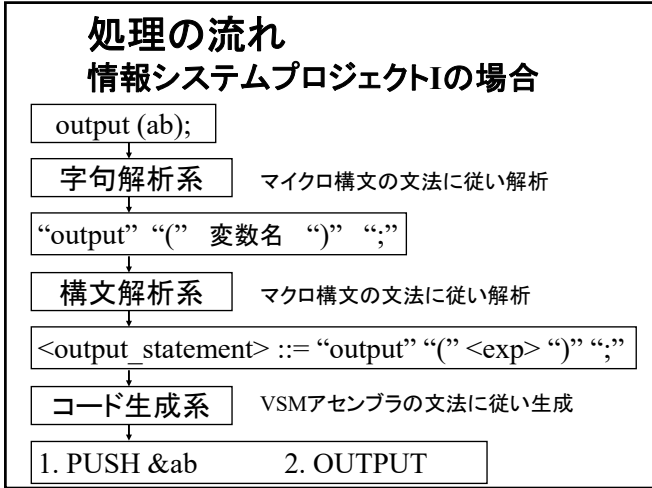 処理の流れ
情報システムプロジェクトIの場合
output (ab);
字句解析系 マイクロ構文の文法に従い解析
“output” “(” 変数名 “)” “;”
構文解析系 マクロ構文の文法に従い解析
<output_statement> ::= “output” “(” <exp> “)” “;”
コード生成系 VSMアセンブラの文法に従い生成
1. PUSH &ab 2. OUTPUT